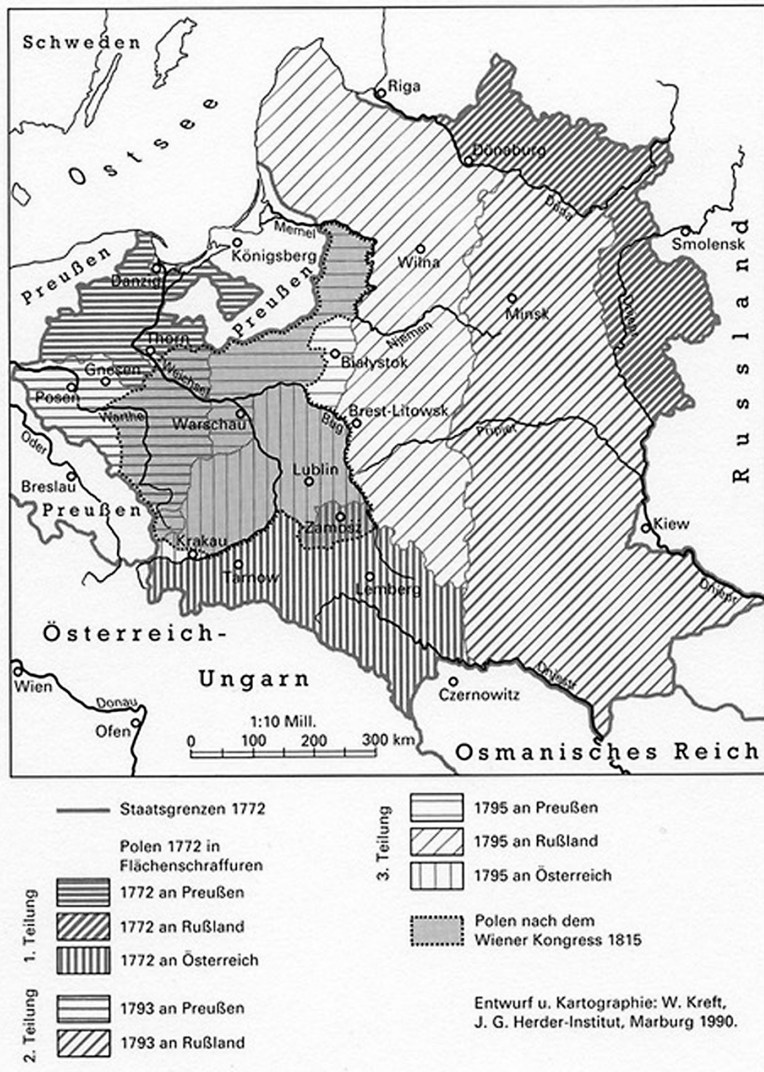 Schweden
Ostsee
Riga
Dünaburg
Düda
Smolensk
Memel
Königsberg
Wilna
Preußen
Danzig
Preußen
Minsk
Dnjepr
Russland
Thorn
Njemen
Białystok
Gnesen
Weichsel
Posen
Warthe
Warschau
Bug
Brest-Litowsk
Pripjet
Oder
Lublin
Breslau
Preußen
Zamość
Kiew
Krakau
Tarnow
Lemberg
Dnjepr
Österreich-
Ungarn
Dnjestr
Wien
Czernowitz
Donau
Ofen
1:10 Mill.
0 100 200 300 km
Osmanisches Reich
Staatsgrenzen 1772
Polen 1772 in
Flächenschraffuren
1. Teilung
1772 an Preußen
1772 an Rußland
1772 an Österreich
2. Teilung
1793 an Preußen
1793 an Rußland
3. Teilung
1795 an Preußen
1795 an Rußland
1795 an Österreich
Polen nach dem
Wiener Kongress 1815
Entwurf u. Kartographie: W. Kreft,
J. G. Herder-Institut, Marburg 1990.